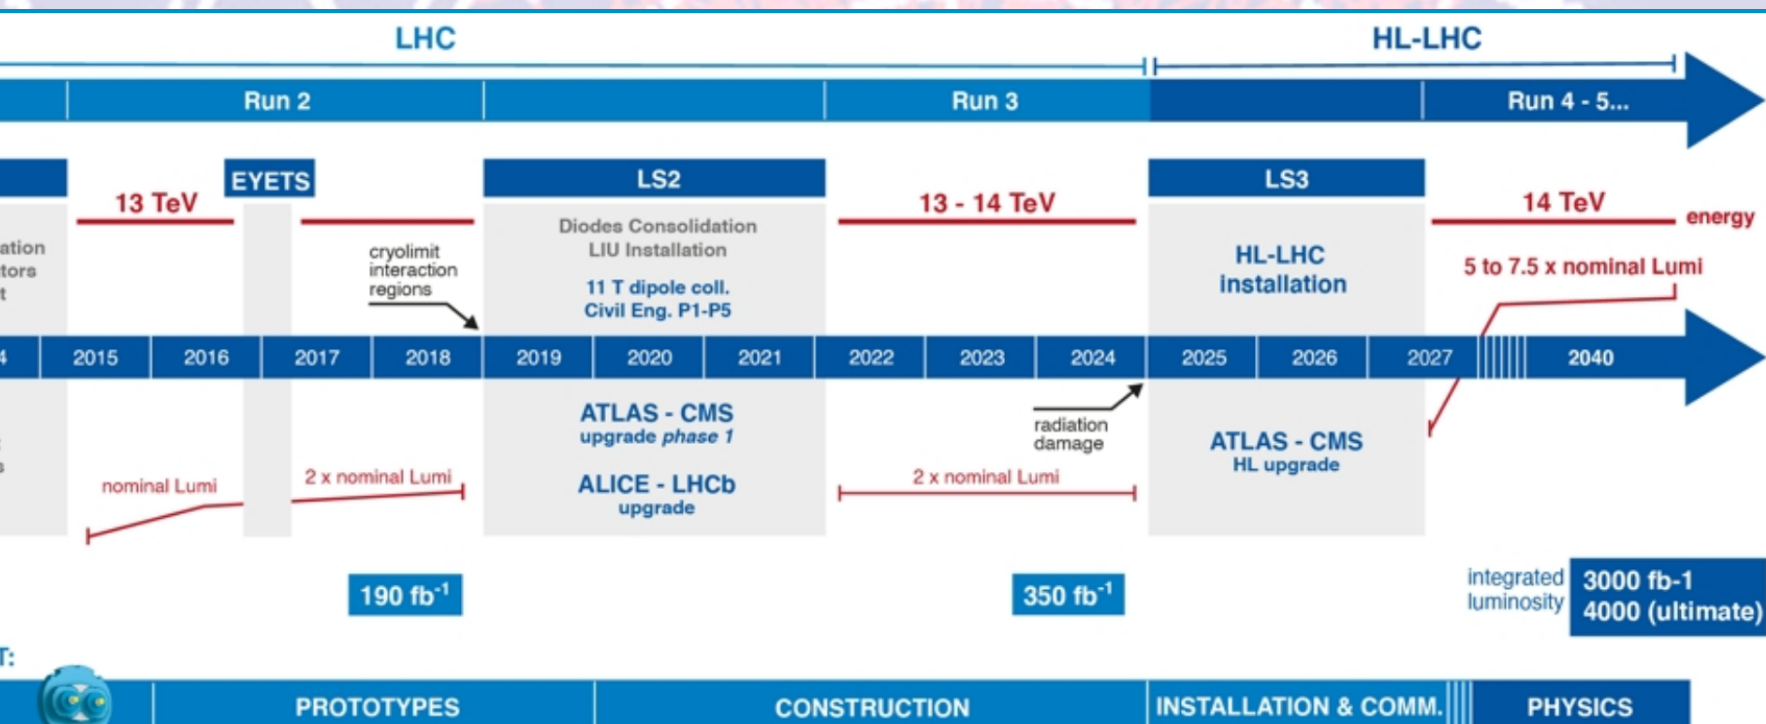 LHC
HL-LHC
Run 2
Run 3
Run 4 - 5...
EYETS
LS2
LS3
13 TeV
13 - 14 TeV
14 TeV
energy
Diodes Consolidation
LIU Installation
11 T dipole coll.
Civil Eng. P1-P5
cryolimit
interaction
regions
HL-LHC
installation
5 to 7.5 x nominal Lumi
2015 2016 2017 2018 2019 2020 2021 2022 2023 2024 2025 2026 2027 2040
ATLAS - CMS
upgrade phase 1
ALICE - LHCb
upgrade
radiation
damage
ATLAS - CMS
HL upgrade
nominal Lumi
2 x nominal Lumi
2 x nominal Lumi
190 fb⁻¹
350 fb⁻¹
integrated
luminosity
3000 fb-1
4000 (ultimate)
PROTOTYPES
CONSTRUCTION
INSTALLATION & COMM.
PHYSICS